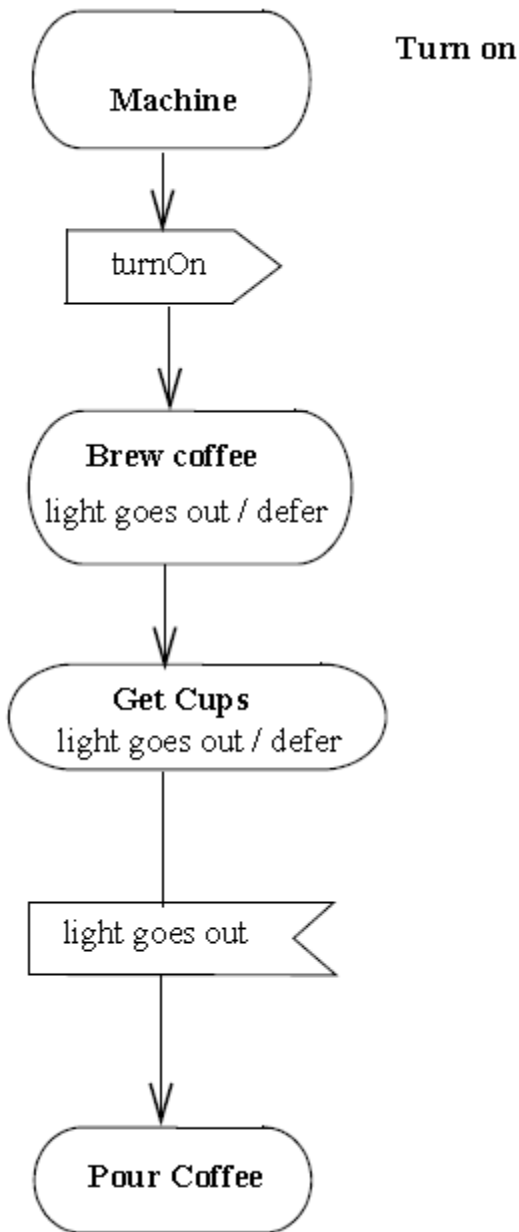 Turn on
Machine
turnOn
Brew coffee
light goes out / defer
Get Cups
light goes out / defer
light goes out
Pour Coffee